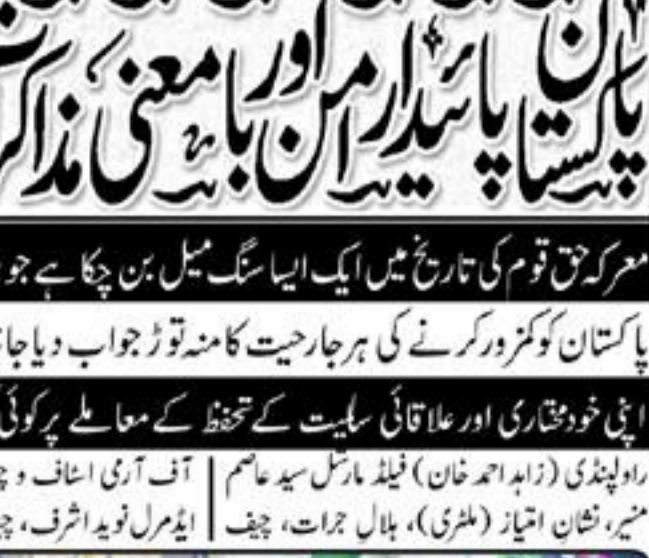 پاکستان پائیدار امن اور بامعنی مذاکر
معرکہ حق قوم کی تاریخ میں ایک ایسا سنگ میل بن چکا ہے جو
پاکستان کو کمزور کرنے کی ہر جارحیت کا منہ توڑ جواب دیا جا
اپنی خود مختاری اور علاقائی سالمیت کے تحفظ کے معاملے پر کوئی
راولپنڈی (زاہد احمد خان) فیلڈ مارشل سید عاصم
منیر، نشان امتیاز (ملٹری)، ہلال جرات، چیف
آف آرمی اسٹاف و
ایڈمرل نوید اشرف،